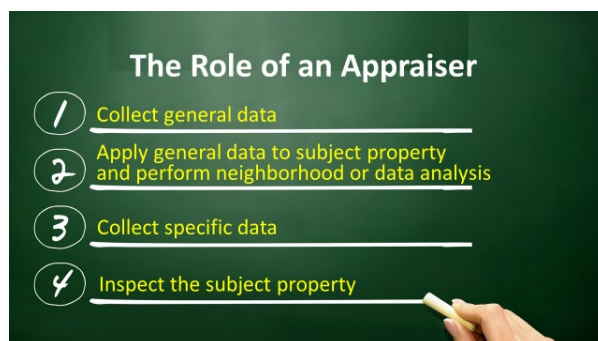 The Role of an Appraiser
1 Collect general data
2 Apply general data to subject property
and perform neighborhood or data analysis
3 Collect specific data
4 Inspect the subject property